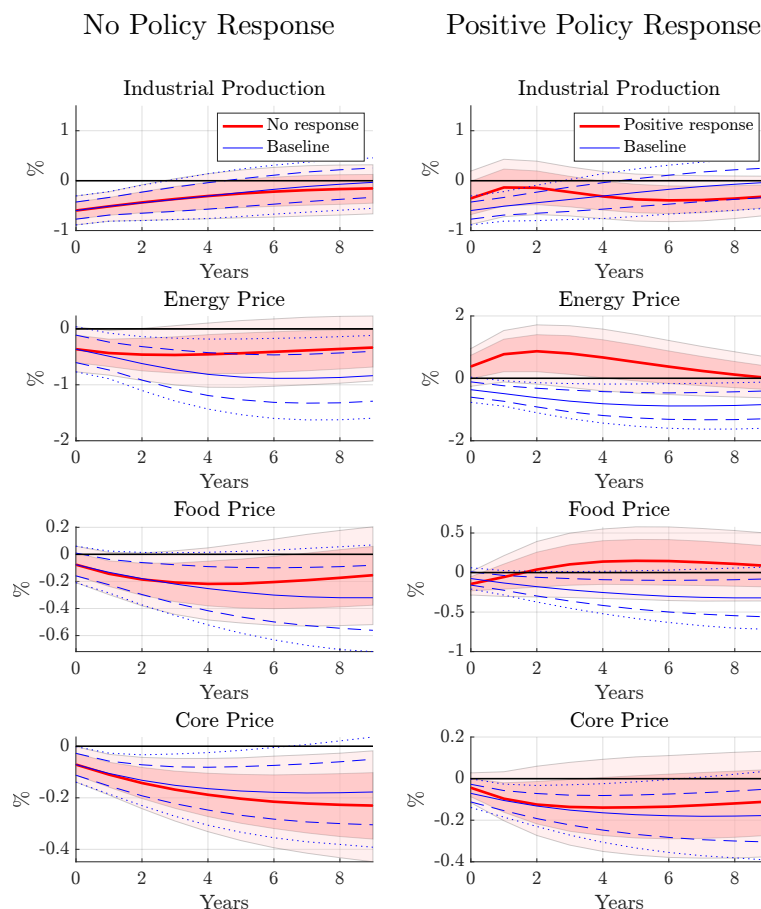 No Policy Response
Positive Policy Response
Industrial Production
No response
Baseline
%
1
0
-1
0 2 4 6 8
Years
Industrial Production
Positive response
Baseline
%
1
0
-1
0 2 4 6 8
Years
Energy Price
%
0
-1
-2
0 2 4 6 8
Years
Energy Price
%
2
0
2
0 2 4 6 8
Years
Food Price
%
0.2
0
-0.2
-0.4
-0.6
0 2 4 6 8
Years
Food Price
%
0.5
0
-0.5
-1
0 2 4 6 8
Years
Core Price
%
0
-0.2
-0.4
0 2 4 6 8
Years
Core Price
%
0.2
0
-0.2
-0.4
0 2 4 6 8
Years